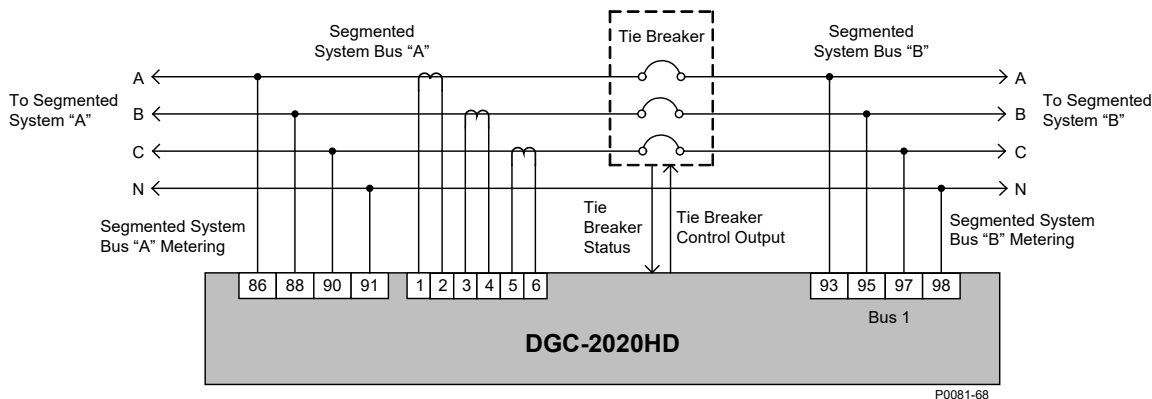 Segmented
System Bus “A”
Tie Breaker
Segmented
System Bus “B”
A
A
To Segmented
System “A”
B
B
To Segmented
System “B”
C
C
N
N
Segmented System
Bus “A” Metering
Tie
Breaker
Status
Tie Breaker
Control Output
Segmented System
Bus “B” Metering
86 88 90 91 1 2 3 4 5 6 93 95 97 98
Bus 1
DGC-2020HD
P0081-68